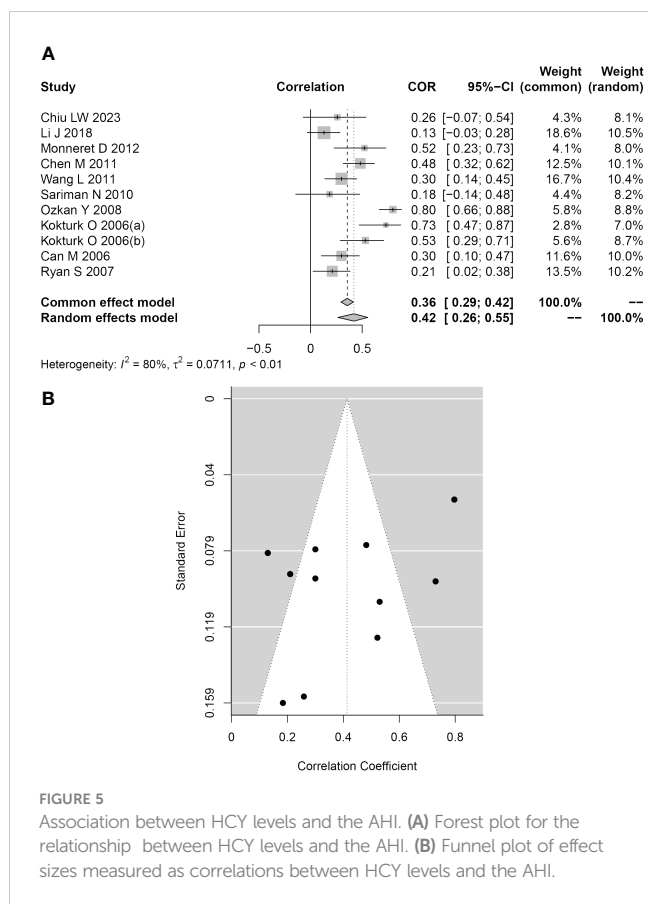 A
Weight Weight
Study Correlation COR 95%−CI (common) (random)
Chiu LW 2023 0.26 [−0.07; 0.54] 4.3% 8.1%
Li J 2018 0.13 [−0.03; 0.28] 18.6% 10.5%
Monneret D 2012 0.52 [ 0.23; 0.73] 4.1% 8.0%
Chen M 2011 0.48 [ 0.32; 0.62] 12.5% 10.1%
Wang L 2011 0.30 [ 0.14; 0.45] 16.7% 10.4%
Sariman N 2010 0.18 [−0.14; 0.48] 4.4% 8.2%
Ozkan Y 2008 0.80 [ 0.66; 0.88] 5.8% 8.8%
Kokturk O 2006(a) 0.73 [ 0.47; 0.87] 2.8% 7.0%
Kokturk O 2006(b) 0.53 [ 0.29; 0.71] 5.6% 8.7%
Can M 2006 0.30 [ 0.10; 0.47] 11.6% 10.0%
Ryan S 2007 0.21 [ 0.02; 0.38] 13.5% 10.2%
Common effect model 0.36 [ 0.29; 0.42] 100.0% −−
Random effects model 0.42 [ 0.26; 0.55] −− 100.0%
−0.5 0 0.5
Heterogeneity: I² = 80%, τ² = 0.0711, p < 0.01
B
0
0.04
0.079
0.119
0.159
Standard Error
0 0.2 0.4 0.6 0.8
Correlation Coefficient
FIGURE 5
Association between HCY levels and the AHI. (A) Forest plot for the
relationship between HCY levels and the AHI. (B) Funnel plot of effect
sizes measured as correlations between HCY levels and the AHI.